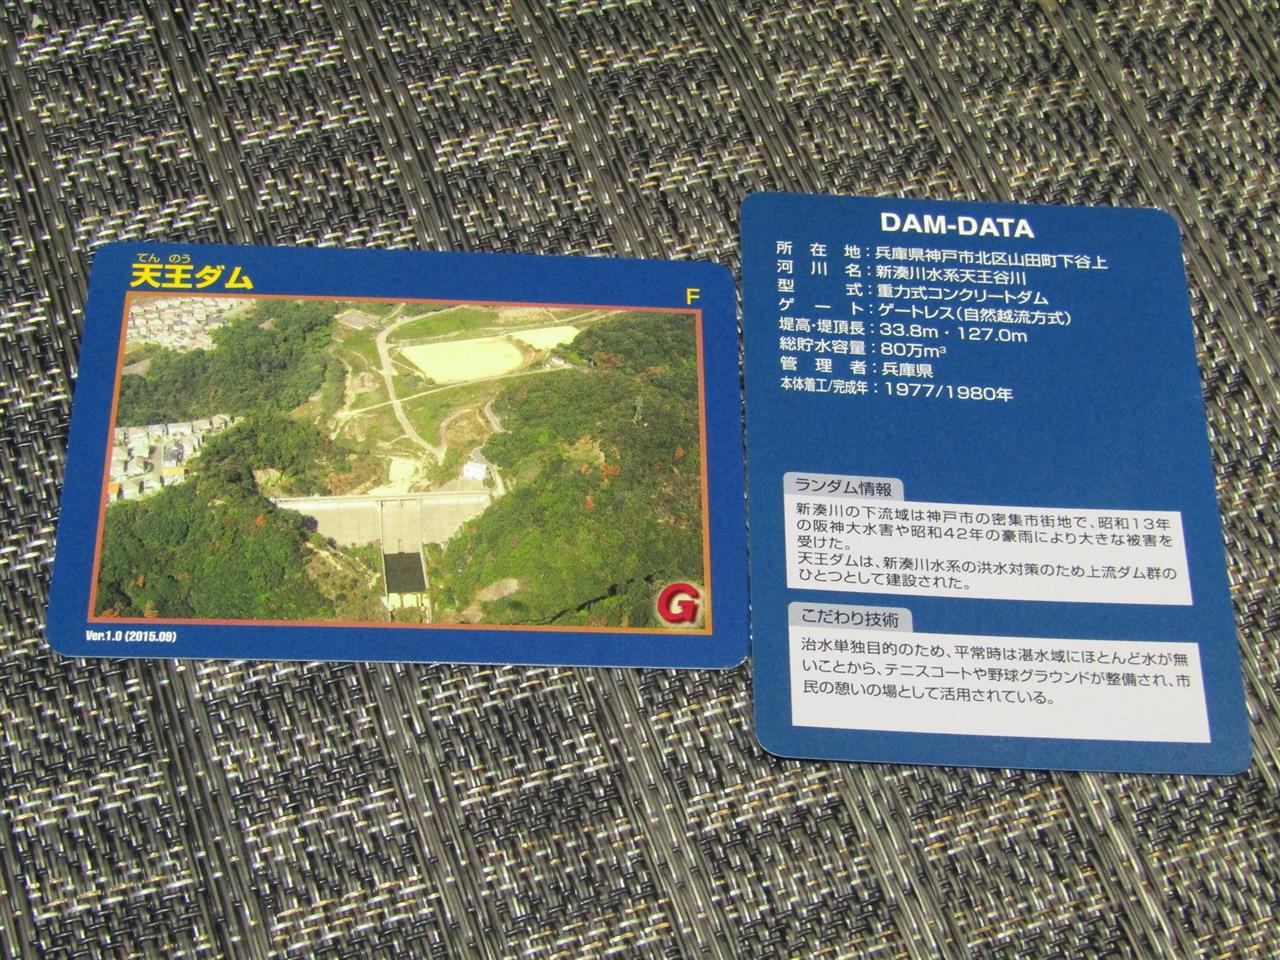 てんのう
天王ダム
F
G
Ver.1.0 (2015.09)
DAM-DATA
所在地：兵庫県神戸市北区山田町下谷上
河川名：新湊川水系天王谷川
型式：重力式コンクリートダム
ゲート：ゲートレス（自然越流方式）
堤高・堤頂長：33.8m・127.0m
総貯水容量：80万m³
管理者：兵庫県
本体着工/完成年：1977/1980年
ランダム情報
新湊川の下流域は神戸市の密集市街地で、昭和13年
の阪神大水害や昭和42年の豪雨により大きな被害を
受けた。
天王ダムは、新湊川水系の洪水対策のため上流ダム群の
ひとつとして建設された。
こだわり技術
治水単独目的のため、平常時は湛水域にほとんど水が無
いことから、テニスコートや野球グラウンドが整備され、市
民の憩いの場として活用されている。